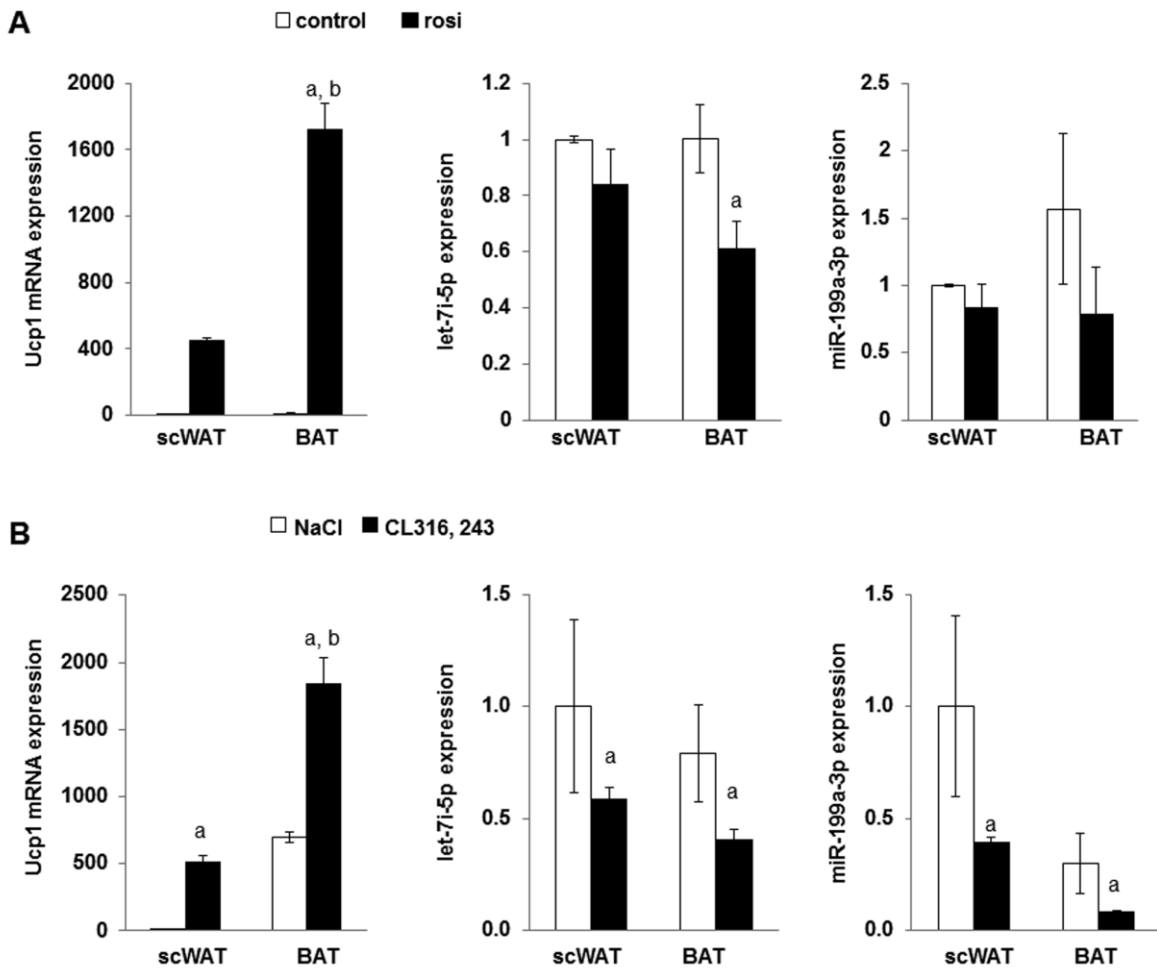 A
control rosi
Ucp1 mRNA expression
2000
1600
1200
800
400
0
a, b
scWAT BAT
let-7i-5p expression
1.2
1
0.8
0.6
0.4
0.2
0
a
scWAT BAT
miR-199a-3p expression
2.5
2
1.5
1
0.5
0
scWAT BAT
B
NaCl CL316, 243
Ucp1 mRNA expression
2500
2000
1500
1000
500
0
a
a, b
scWAT BAT
let-7i-5p expression
1.5
1.0
0.5
0.0
a
a
scWAT BAT
miR-199a-3p expression
1.5
1.0
0.5
0.0
a
a
scWAT BAT